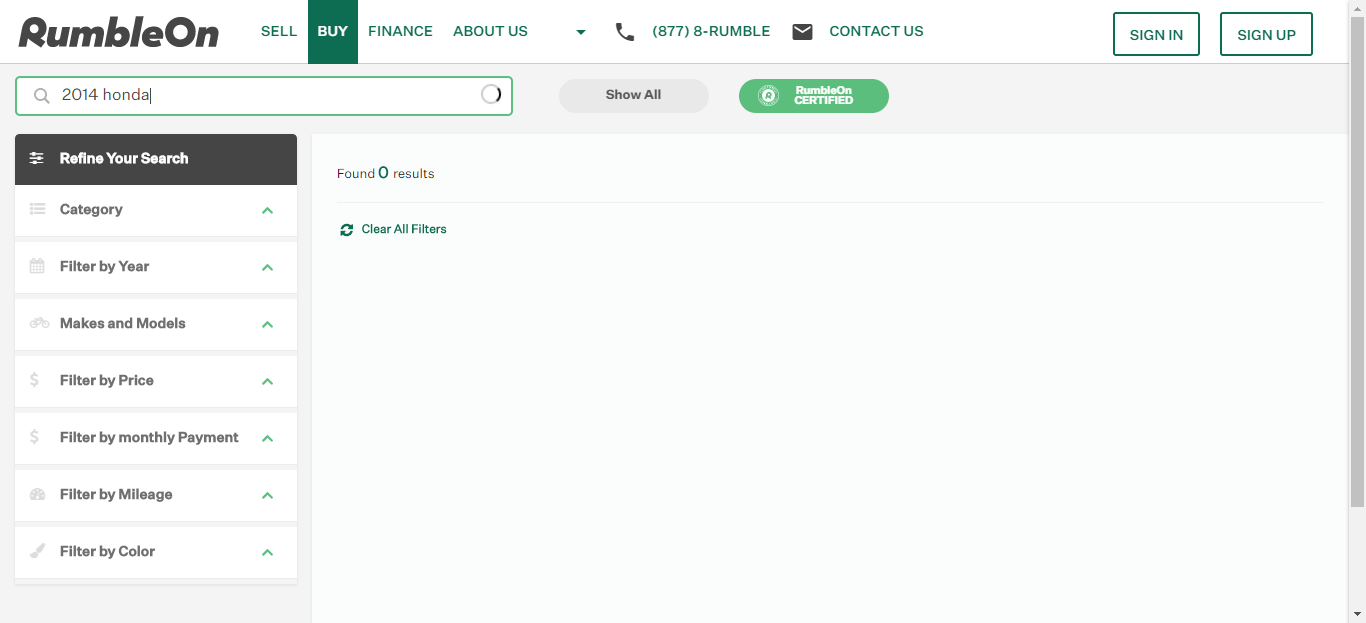 RumbleOn
SELL
BUY
FINANCE
ABOUT US
(877) 8-RUMBLE
CONTACT US
SIGN IN
SIGN UP
2014 honda
Show All
RumbleOn
CERTIFIED
Refine Your Search
Category
Filter by Year
Makes and Models
Filter by Price
Filter by monthly Payment
Filter by Mileage
Filter by Color
Found 0 results
Clear All Filters